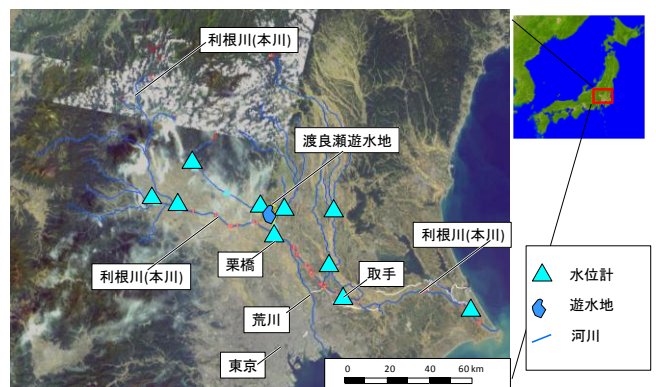 利根川(本川)
渡良瀬遊水地
利根川(本川)
利根川(本川)
栗橋
取手
荒川
東京
0 20 40 60 km
水位計
遊水地
河川